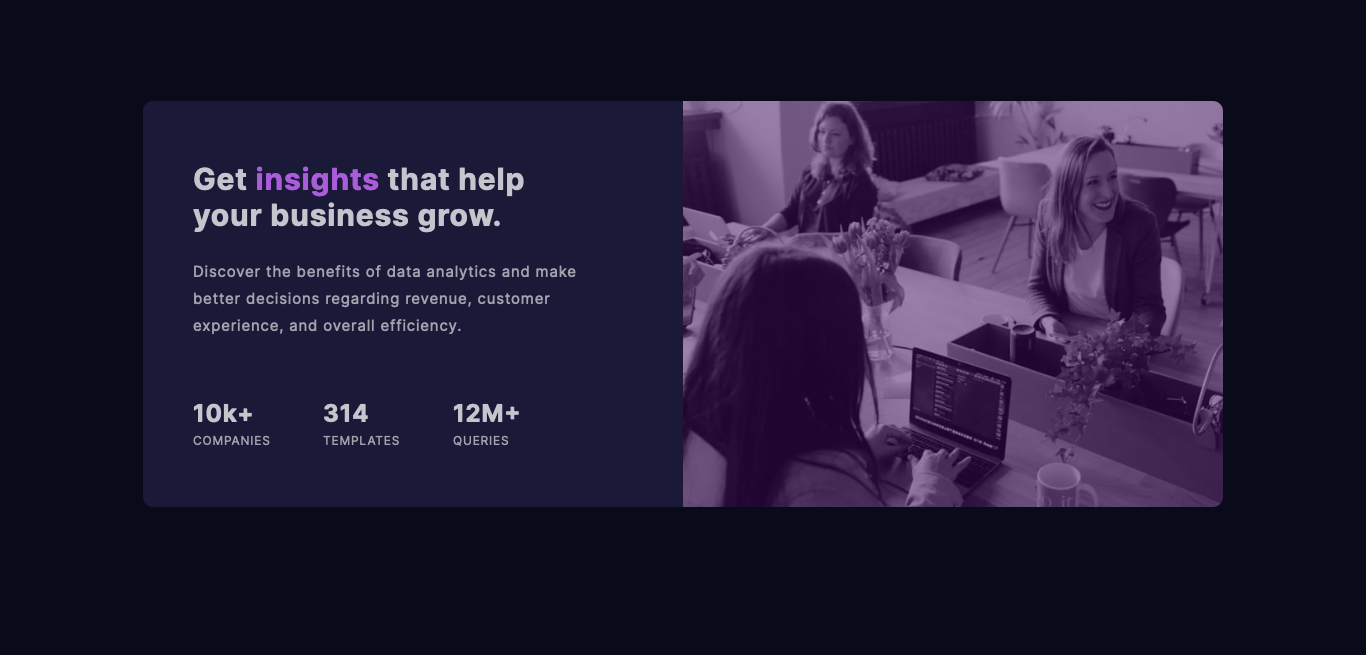 Get insights that help
your business grow.
Discover the benefits of data analytics and make
better decisions regarding revenue, customer
experience, and overall efficiency.
10k+ 314 12M+
COMPANIES TEMPLATES QUERIES